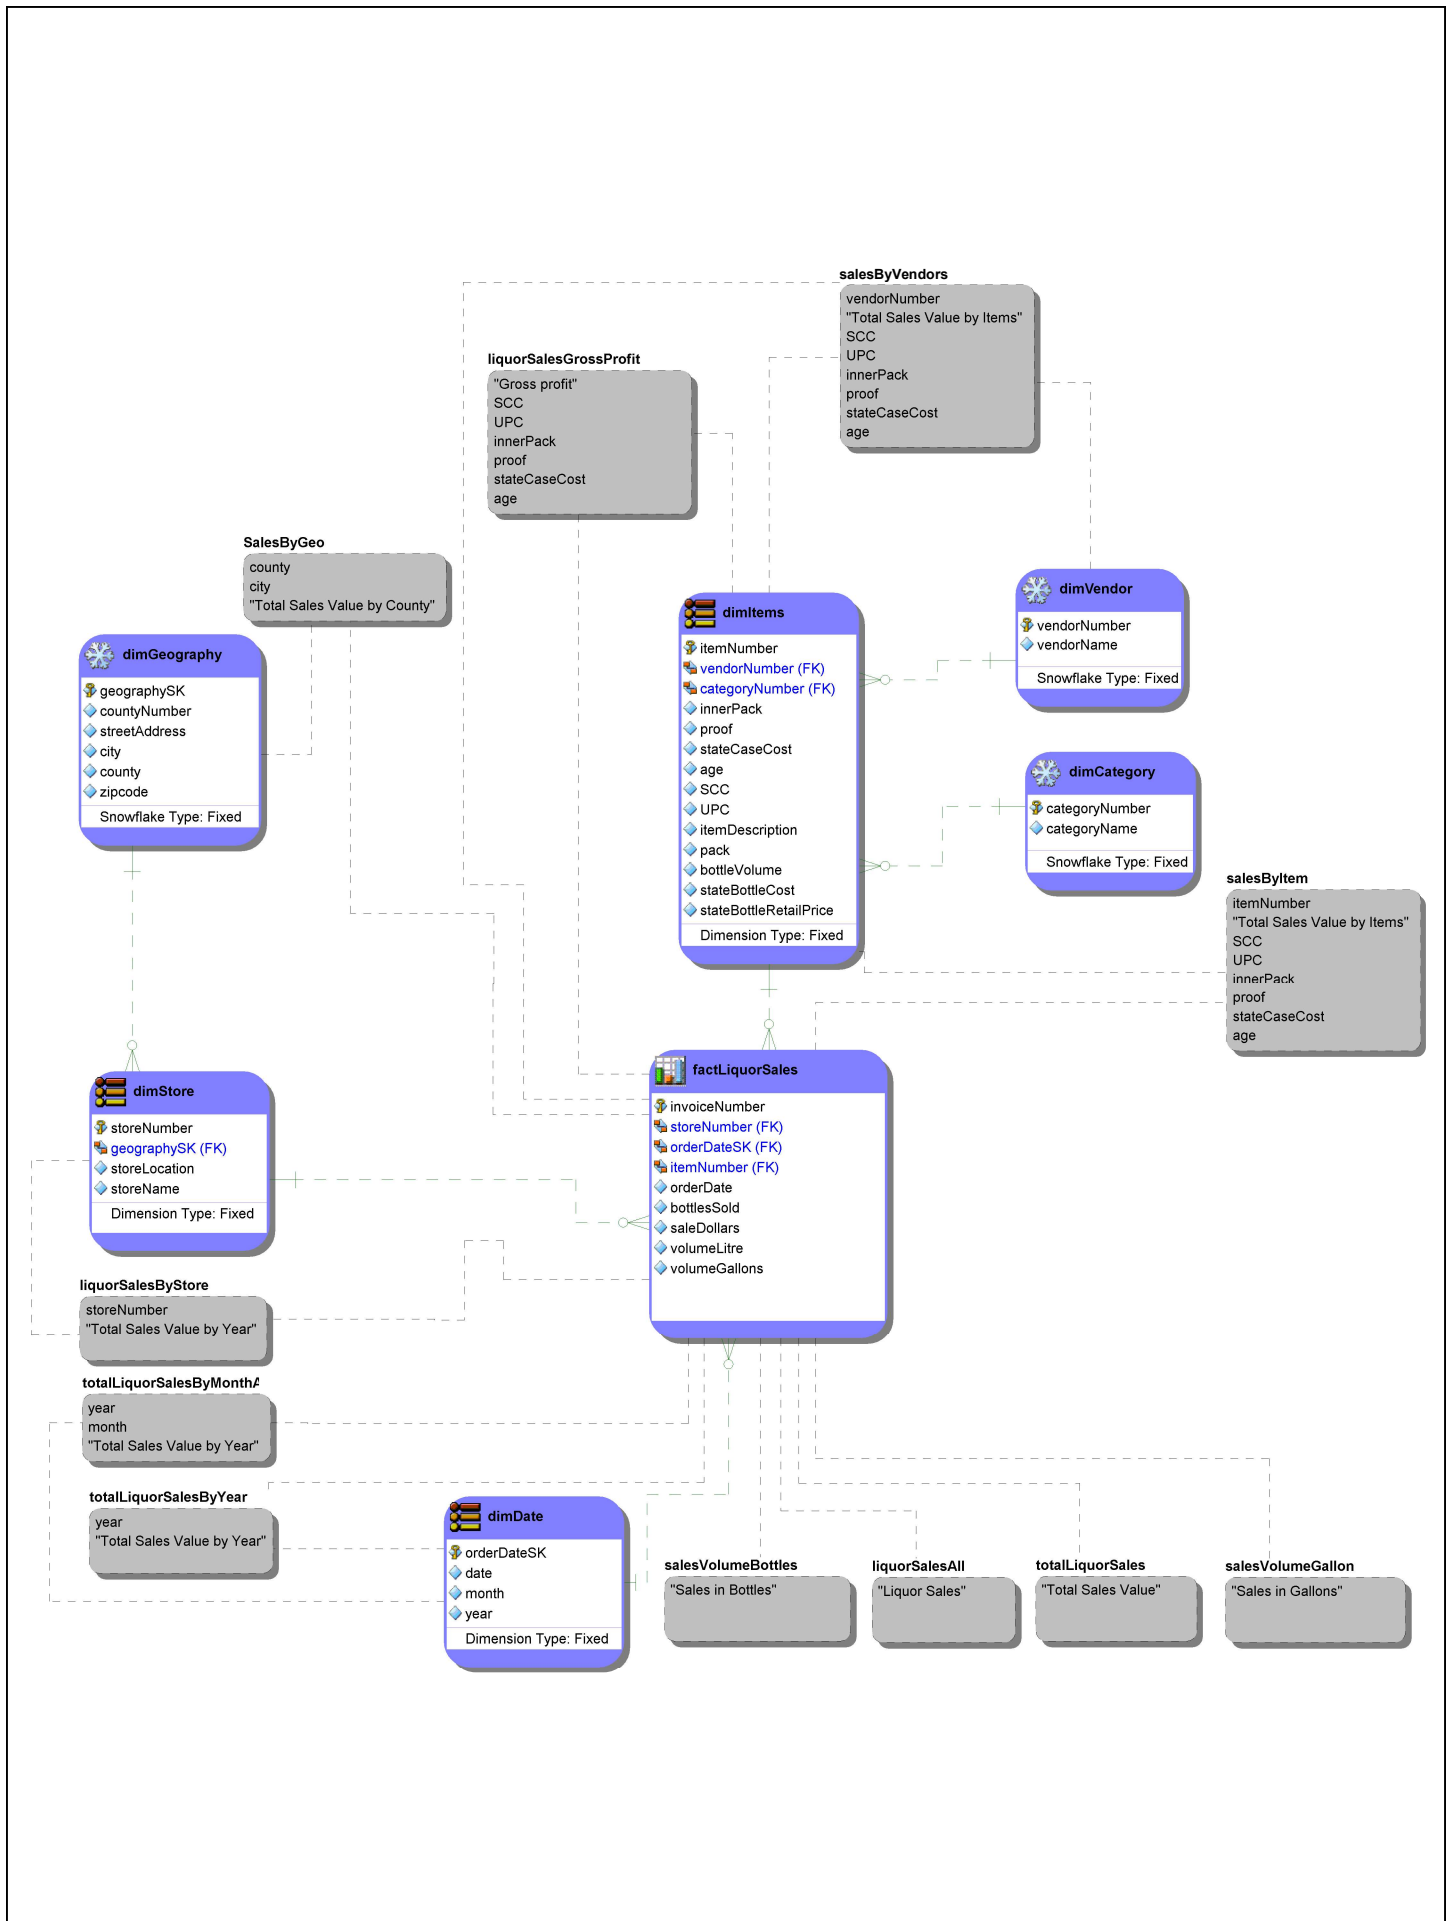 salesByVendors
vendorNumber
"Total Sales Value by Items"
SCC
UPC
innerPack
proof
stateCaseCost
age
liquorSalesGrossProfit
"Gross profit"
SCC
UPC
innerPack
proof
stateCaseCost
age
SalesByGeo
county
city
"Total Sales Value by County"
dimGeography
geographySK
countyNumber
streetAddress
city
county
zipcode
Snowflake Type: Fixed
dimItems
itemNumber
vendorNumber (FK)
categoryNumber (FK)
innerPack
proof
stateCaseCost
age
SCC
UPC
itemDescription
pack
bottleVolume
stateBottleCost
stateBottleRetailPrice
Dimension Type: Fixed
dimVendor
vendorNumber
vendorName
Snowflake Type: Fixed
dimCategory
categoryNumber
categoryName
Snowflake Type: Fixed
salesByItem
itemNumber
"Total Sales Value by Items"
SCC
UPC
innerPack
proof
stateCaseCost
age
dimStore
storeNumber
geographySK (FK)
storeLocation
storeName
Dimension Type: Fixed
factLiquorSales
invoiceNumber
storeNumber (FK)
orderDateSK (FK)
itemNumber (FK)
orderDate
bottlesSold
saleDollars
volumeLitre
volumeGallons
liquorSalesByStore
storeNumber
"Total Sales Value by Year"
totalLiquorSalesByMonthA
year
month
"Total Sales Value by Year"
totalLiquorSalesByYear
year
"Total Sales Value by Year"
dimDate
orderDateSK
date
month
year
Dimension Type: Fixed
salesVolumeBottles
"Sales in Bottles"
liquorSalesAll
"Liquor Sales"
totalLiquorSales
"Total Sales Value"
salesVolumeGallon
"Sales in Gallons"